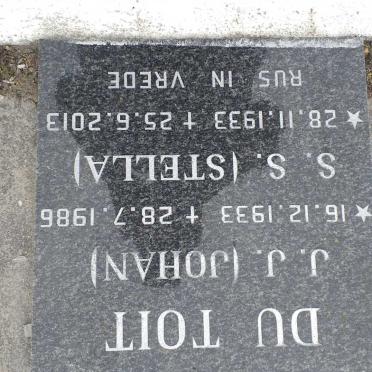 DU TOIT
J. J. (JOHAN)
★ 16.12.1933 + 28.7.1986
S. S. (STELLA)
★ 28.11.1933 + 25.6.2013
RUS IN VREDE